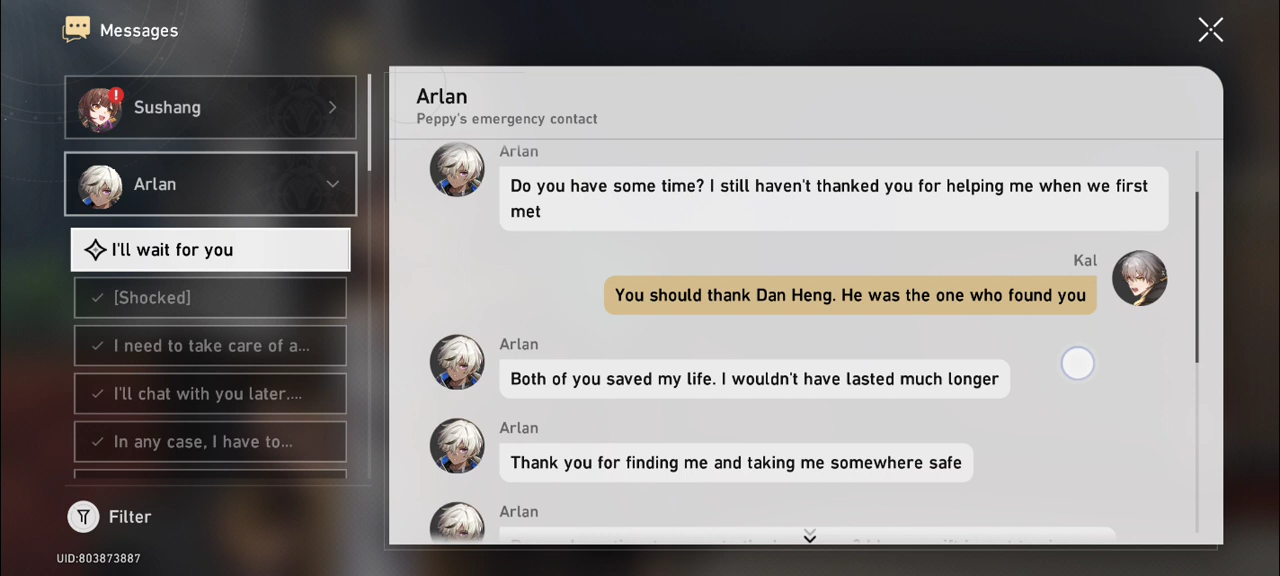 Messages
Sushang
Arlan
I'll wait for you
[Shocked]
I need to take care of a...
I'll chat with you later....
In any case, I have to...
Filter
UID:803873887
Arlan
Peppy's emergency contact
Arlan
Do you have some time? I still haven't thanked you for helping me when we first
met
Kal
You should thank Dan Heng. He was the one who found you
Arlan
Both of you saved my life. I wouldn't have lasted much longer
Arlan
Thank you for finding me and taking me somewhere safe
Arlan